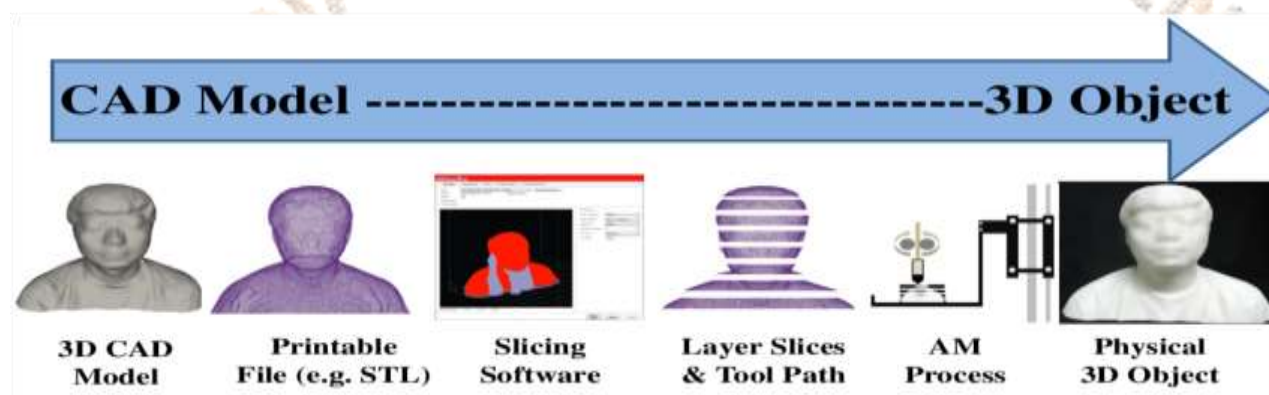 CAD Model ------------------------------------3D Object
3D CAD
Model
Printable
File (e.g. STL)
Slicing
Software
Layer Slices
& Tool Path
AM
Process
Physical
3D Object